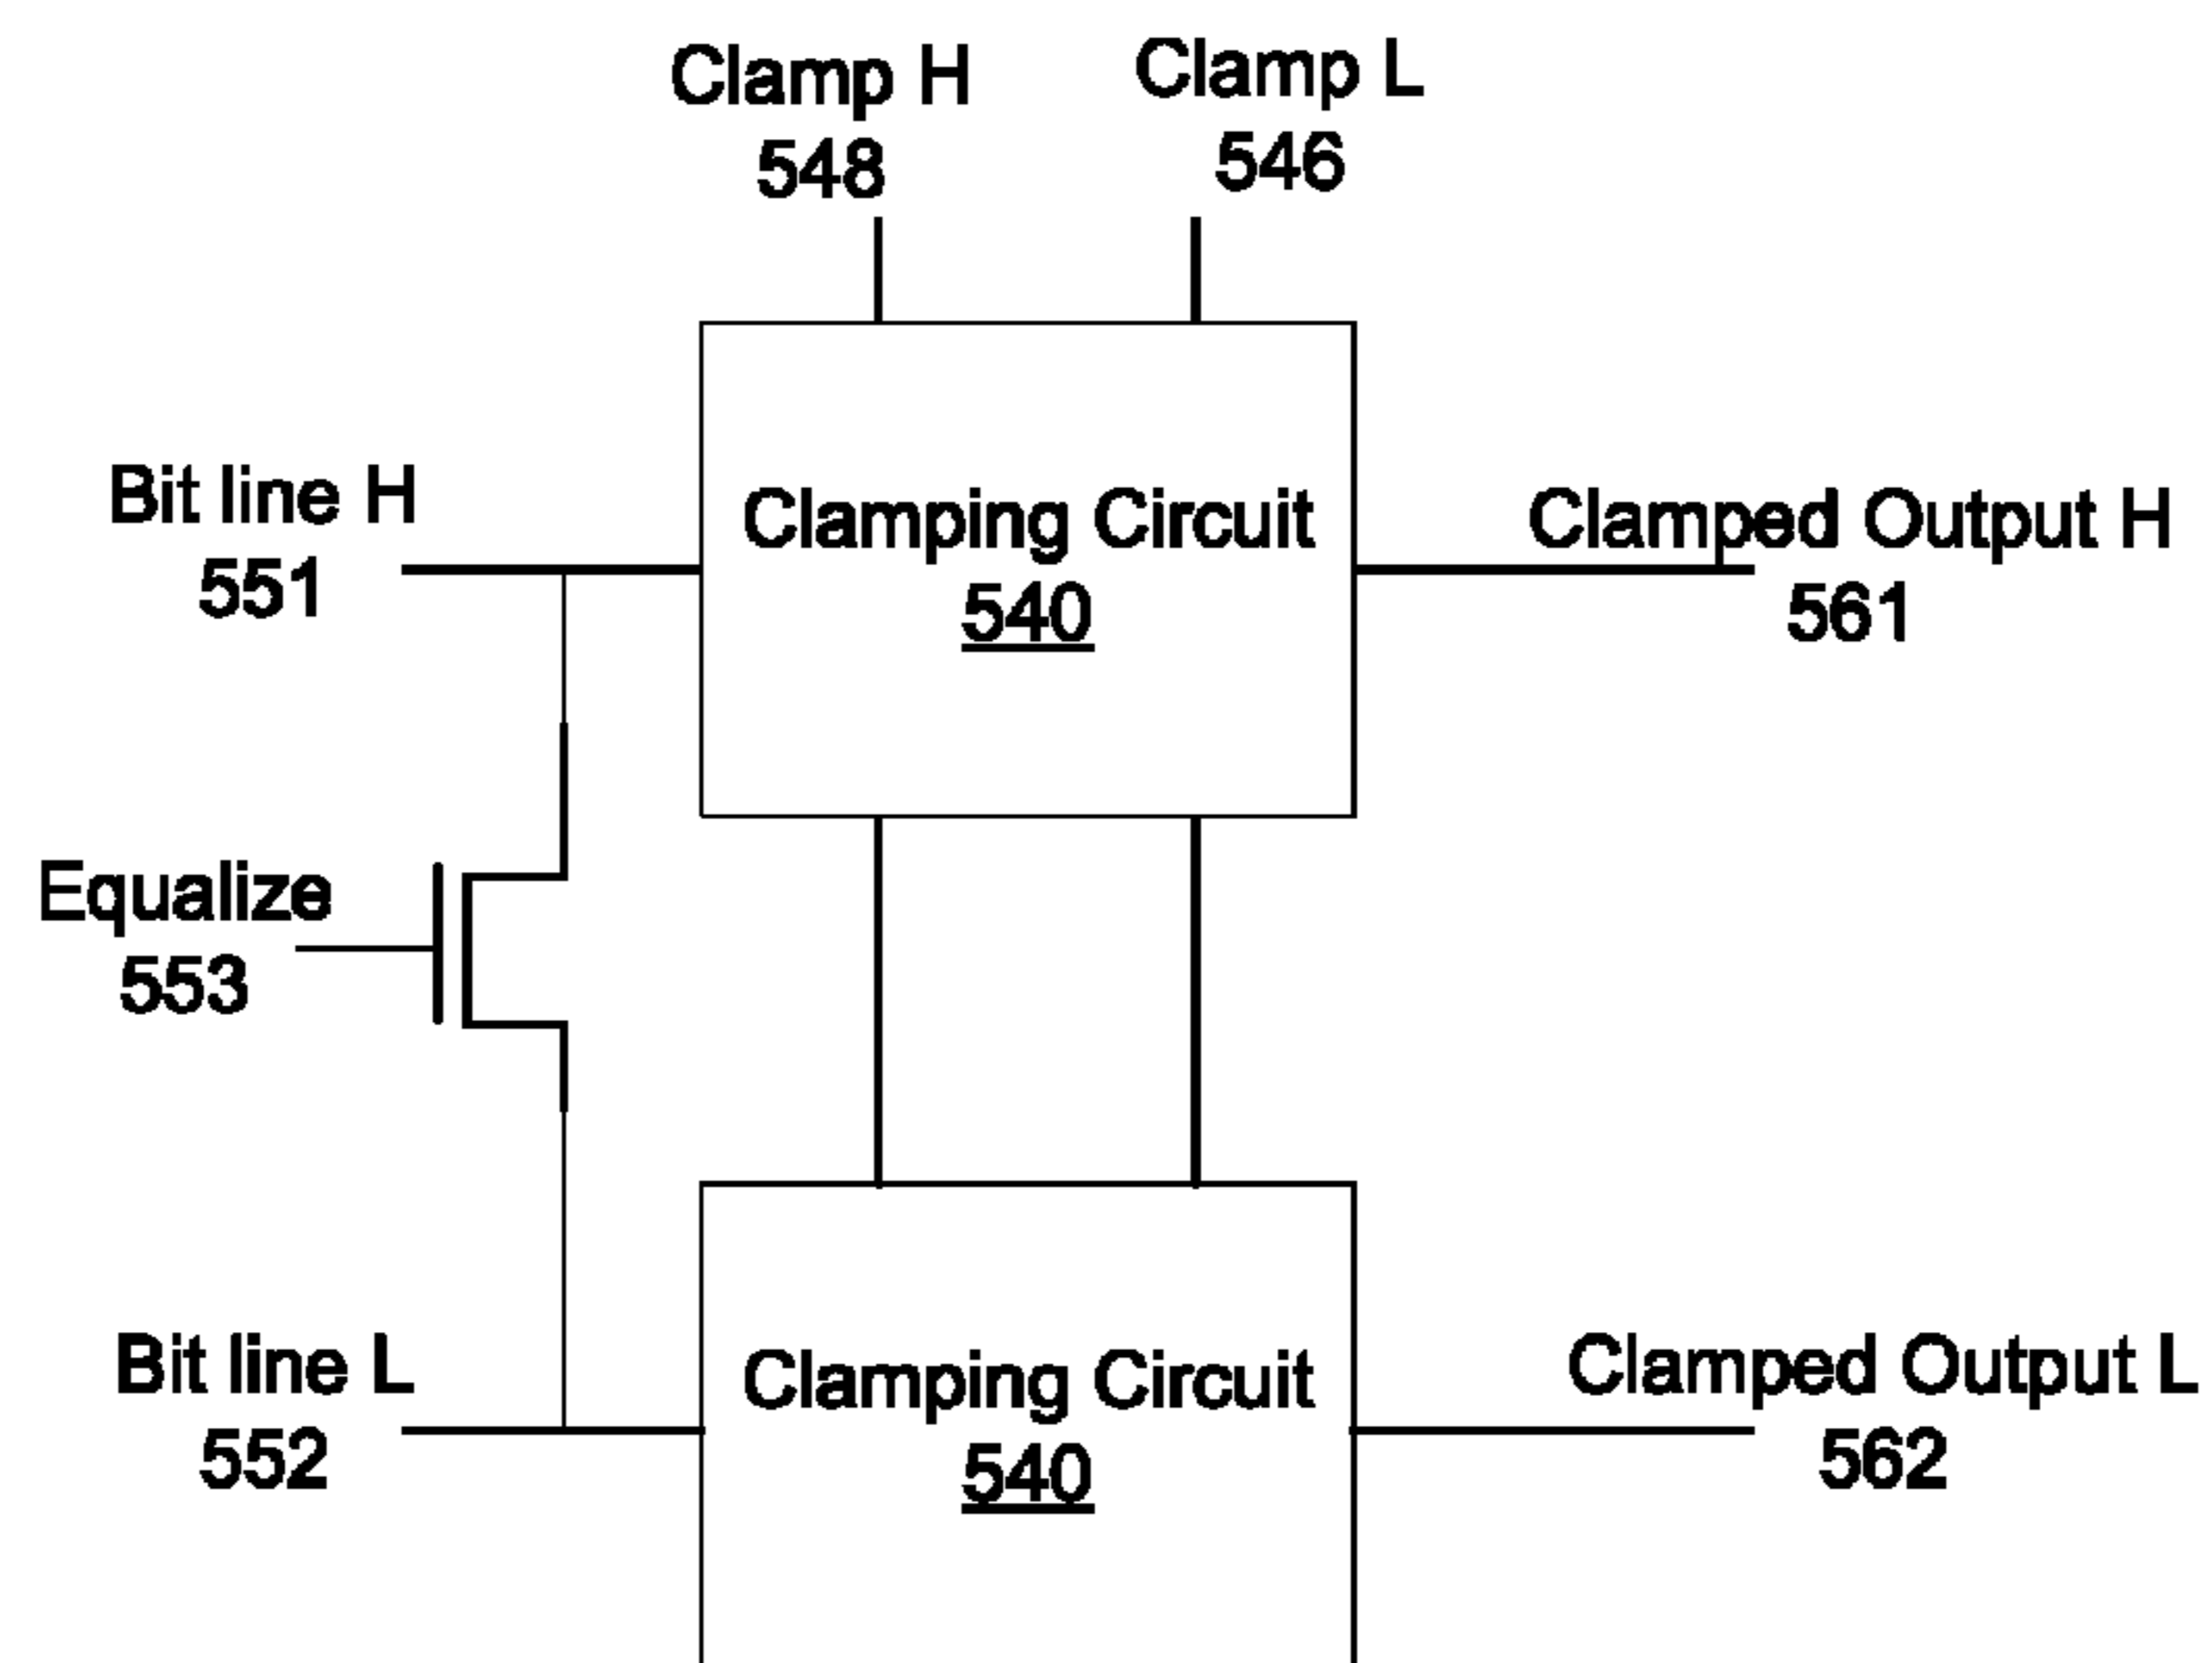 Clamp H
548
Clamp L
546
Bit line H
551
Clamping Circuit
540
Clamped Output H
561
Equalize
553
Bit line L
552
Clamping Circuit
540
Clamped Output L
562